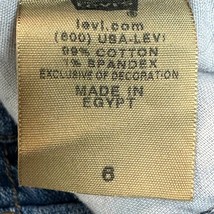 levi.com
(800) USA-LEVI
99% COTTON
1% SPANDEX
EXCLUSIVE OF DECORATION
MADE IN
EGYPT
6